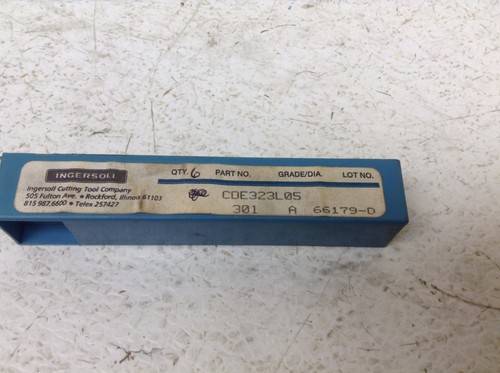 INGERSOLL
Ingersoll Cutting Tool Company
505 Fulton Ave. • Rockford, Illinois 61103
815 987.6600 • Telex 257427
QTY. 6 PART NO. GRADE/DIA. LOT NO.
CDE323L05
301 A 66179-D